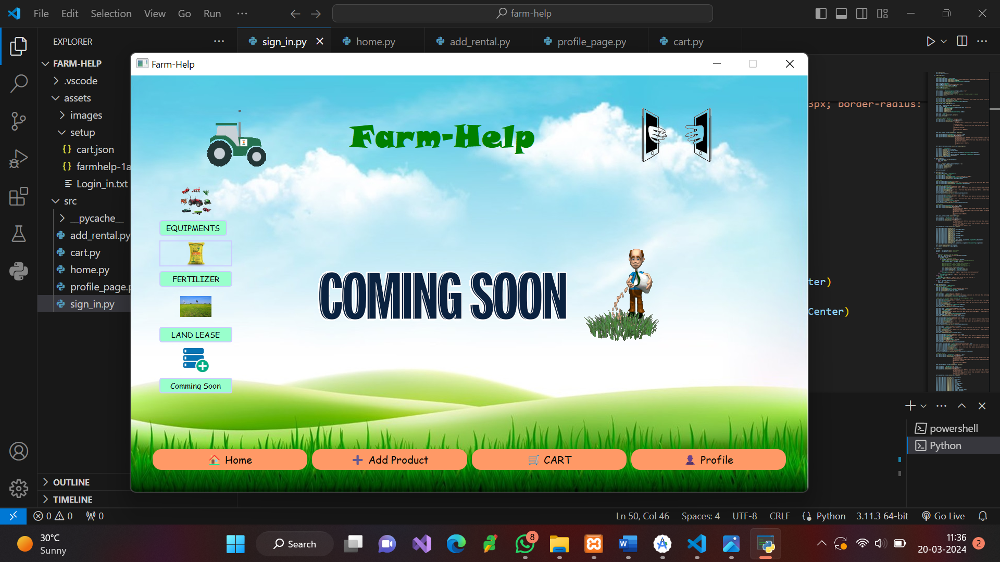 File Edit Selection View Go Run ···
farm-help
EXPLORER ···
sign_in.py
home.py
add_rental.py
profile_page.py
cart.py
FARM-HELP
.vscode
assets
images
setup
{} cart.json
{} farmhelp-1a
Login_in.txt
src
__pycache__
add_rental.py
cart.py
home.py
profile_page.p
sign_in.py
OUTLINE
TIMELINE
Farm-Help
Farm-Help
EQUIPMENTS
FERTILIZER
LAND LEASE
Comming Soon
COMING SOON
Home
Add Product
CART
Profile
3px; border-radius:
ter)
Center)
powershell
Python
0 0 0
Ln 50, Col 46 Spaces: 4 UTF-8 CRLF {} Python 3.11.3 64-bit Go Live
30°C
Sunny
Search
8
11:36
20-03-2024
2